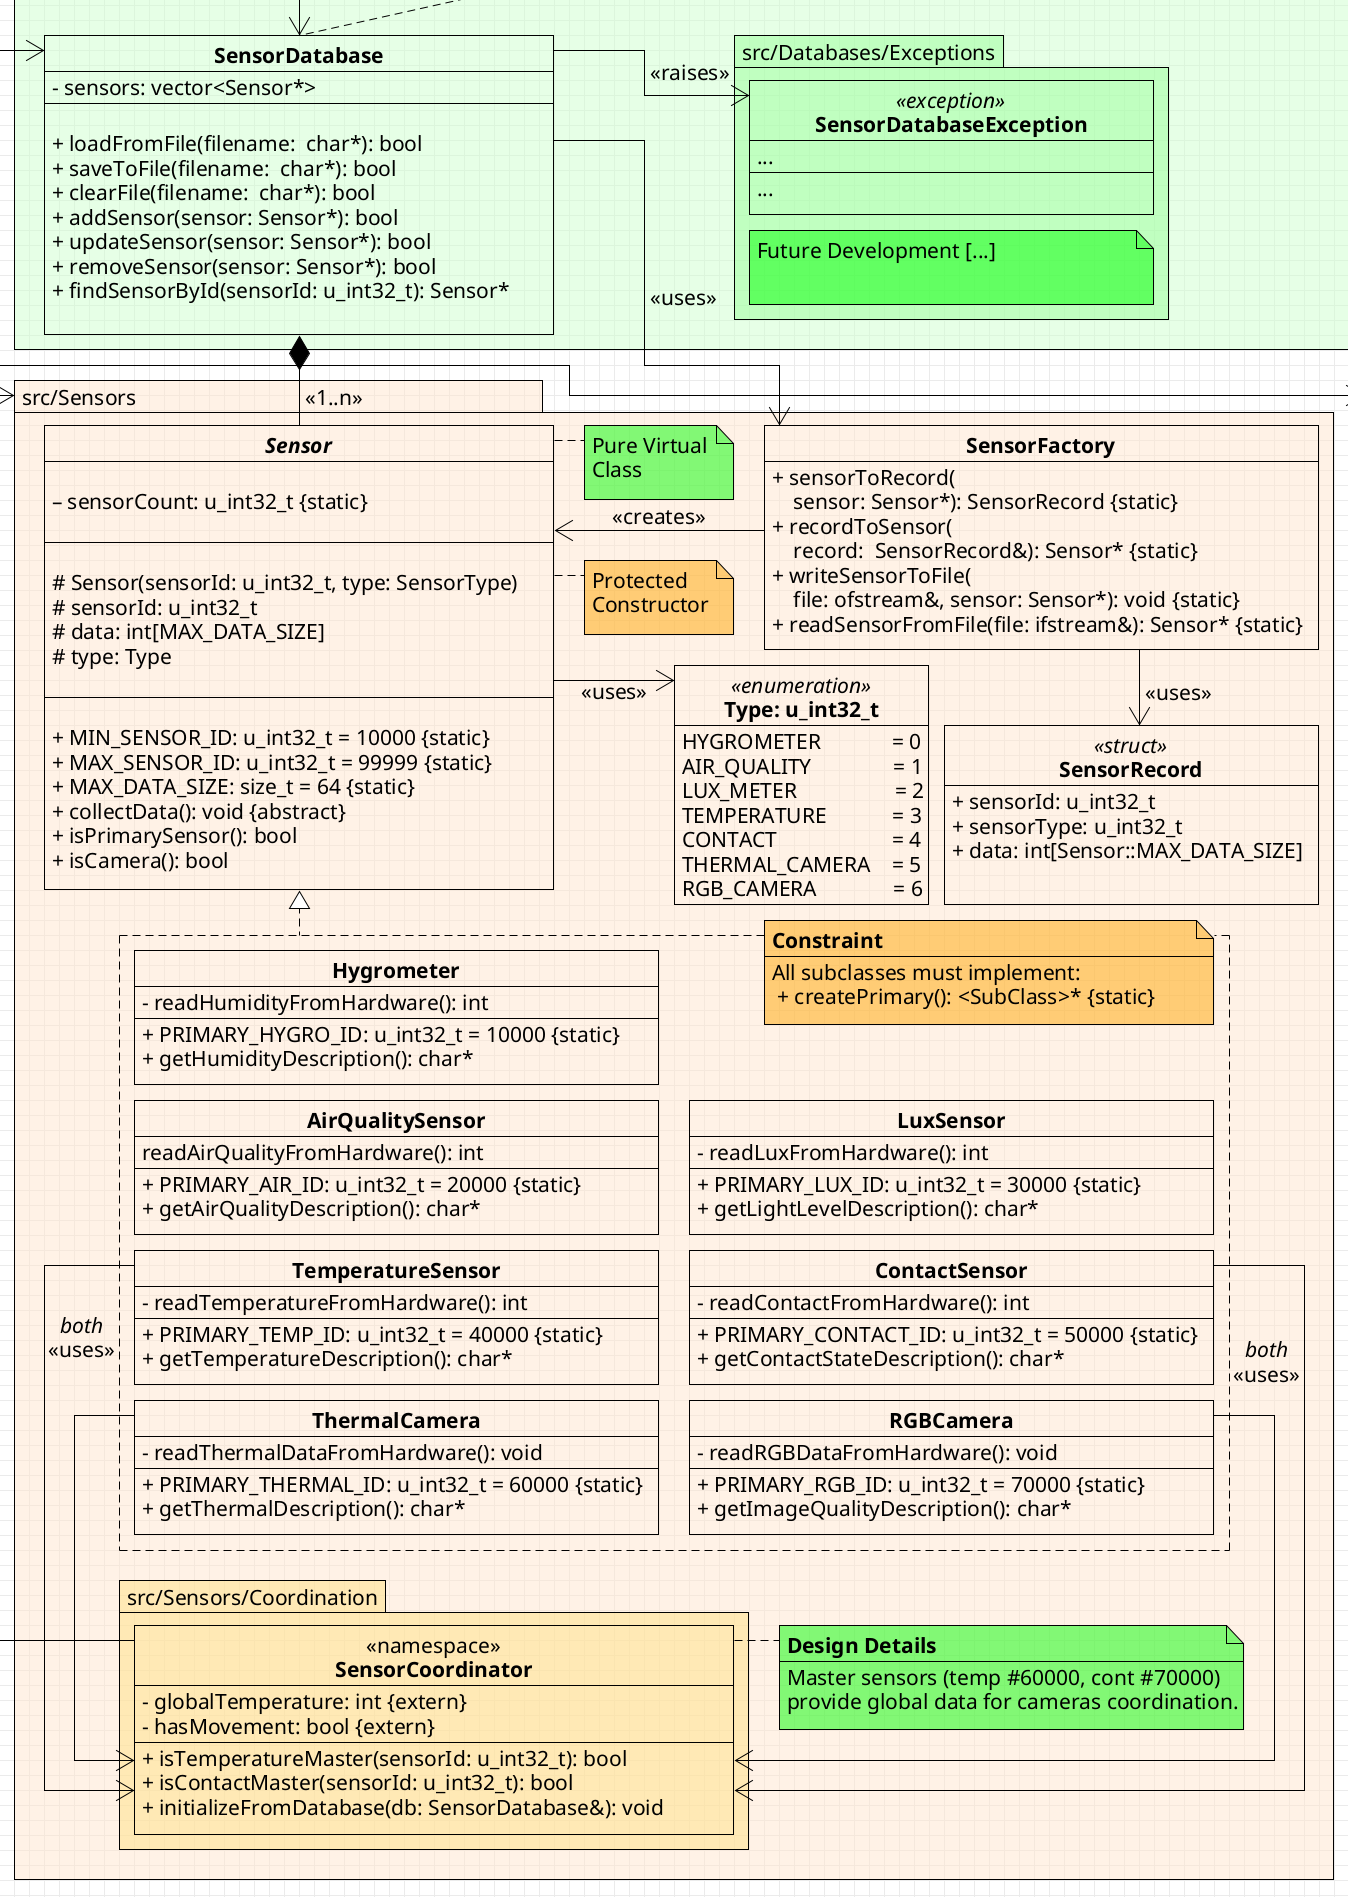 SensorDatabase
- sensors: vector<Sensor*>
+ loadFromFile(filename:  char*): bool
+ saveToFile(filename:  char*): bool
+ clearFile(filename:  char*): bool
+ addSensor(sensor: Sensor*): bool
+ updateSensor(sensor: Sensor*): bool
+ removeSensor(sensor: Sensor*): bool
+ findSensorById(sensorId: u_int32_t): Sensor*
«raises»
«uses»
src/Databases/Exceptions
«exception»
SensorDatabaseException
...
...
Future Development [...]
src/Sensors
«1..n»
Sensor
– sensorCount: u_int32_t {static}
# Sensor(sensorId: u_int32_t, type: SensorType)
# sensorId: u_int32_t
# data: int[MAX_DATA_SIZE]
# type: Type
+ MIN_SENSOR_ID: u_int32_t = 10000 {static}
+ MAX_SENSOR_ID: u_int32_t = 99999 {static}
+ MAX_DATA_SIZE: size_t = 64 {static}
+ collectData(): void {abstract}
+ isPrimarySensor(): bool
+ isCamera(): bool
Pure Virtual
Class
«creates»
Protected
Constructor
«uses»
SensorFactory
+ sensorToRecord(
sensor: Sensor*): SensorRecord {static}
+ recordToSensor(
record:  SensorRecord&): Sensor* {static}
+ writeSensorToFile(
file: ofstream&, sensor: Sensor*): void {static}
+ readSensorFromFile(file: ifstream&): Sensor* {static}
«uses»
«enumeration»
Type: u_int32_t
HYGROMETER = 0
AIR_QUALITY = 1
LUX_METER = 2
TEMPERATURE = 3
CONTACT = 4
THERMAL_CAMERA = 5
RGB_CAMERA = 6
«struct»
SensorRecord
+ sensorId: u_int32_t
+ sensorType: u_int32_t
+ data: int[Sensor::MAX_DATA_SIZE]
Constraint
All subclasses must implement:
+ createPrimary(): <SubClass>* {static}
Hygrometer
- readHumidityFromHardware(): int
+ PRIMARY_HYGRO_ID: u_int32_t = 10000 {static}
+ getHumidityDescription(): char*
AirQualitySensor
readAirQualityFromHardware(): int
+ PRIMARY_AIR_ID: u_int32_t = 20000 {static}
+ getAirQualityDescription(): char*
LuxSensor
- readLuxFromHardware(): int
+ PRIMARY_LUX_ID: u_int32_t = 30000 {static}
+ getLightLevelDescription(): char*
TemperatureSensor
- readTemperatureFromHardware(): int
+ PRIMARY_TEMP_ID: u_int32_t = 40000 {static}
+ getTemperatureDescription(): char*
ContactSensor
- readContactFromHardware(): int
+ PRIMARY_CONTACT_ID: u_int32_t = 50000 {static}
+ getContactStateDescription(): char*
both
«uses»
both
«uses»
ThermalCamera
- readThermalDataFromHardware(): void
+ PRIMARY_THERMAL_ID: u_int32_t = 60000 {static}
+ getThermalDescription(): char*
RGBCamera
- readRGBDataFromHardware(): void
+ PRIMARY_RGB_ID: u_int32_t = 70000 {static}
+ getImageQualityDescription(): char*
src/Sensors/Coordination
«namespace»
SensorCoordinator
- globalTemperature: int {extern}
- hasMovement: bool {extern}
+ isTemperatureMaster(sensorId: u_int32_t): bool
+ isContactMaster(sensorId: u_int32_t): bool
+ initializeFromDatabase(db: SensorDatabase&): void
Design Details
Master sensors (temp #60000, cont #70000)
provide global data for cameras coordination.